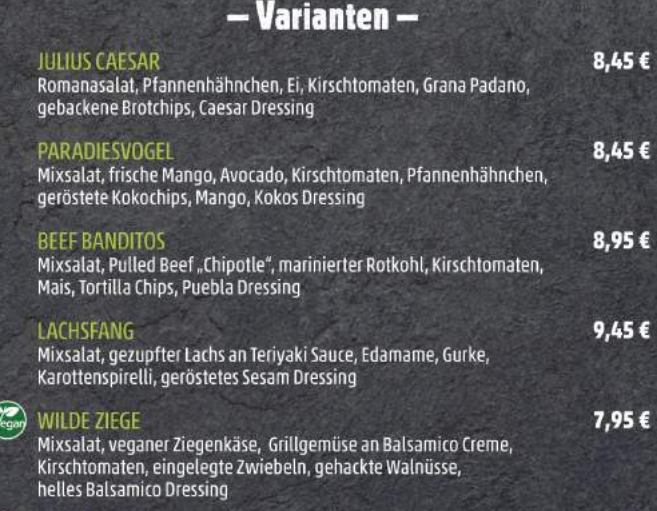 – Varianten –
JULIUS CAESAR 8,45 €
Romanasalat, Pfannenhähnchen, Ei, Kirschtomaten, Grana Padano,
gebackene Brotchips, Caesar Dressing
PARADIESVOGEL 8,45 €
Mixsalat, frische Mango, Avocado, Kirschtomaten, Pfannenhähnchen,
geröstete Kokochips, Mango, Kokos Dressing
BEEF BANDITOS 8,95 €
Mixsalat, Pulled Beef „Chipotle“, marinierter Rotkohl, Kirschtomaten,
Mais, Tortilla Chips, Puebla Dressing
LACHSFANG 9,45 €
Mixsalat, gezupfter Lachs an Teriyaki Sauce, Edamame, Gurke,
Karottenspirelli, geröstetes Sesam Dressing
egan WILDE ZIEGE 7,95 €
Mixsalat, veganer Ziegenkäse, Grillgemüse an Balsamico Creme,
Kirschtomaten, eingelegte Zwiebeln, gehackte Walnüsse,
helles Balsamico Dressing